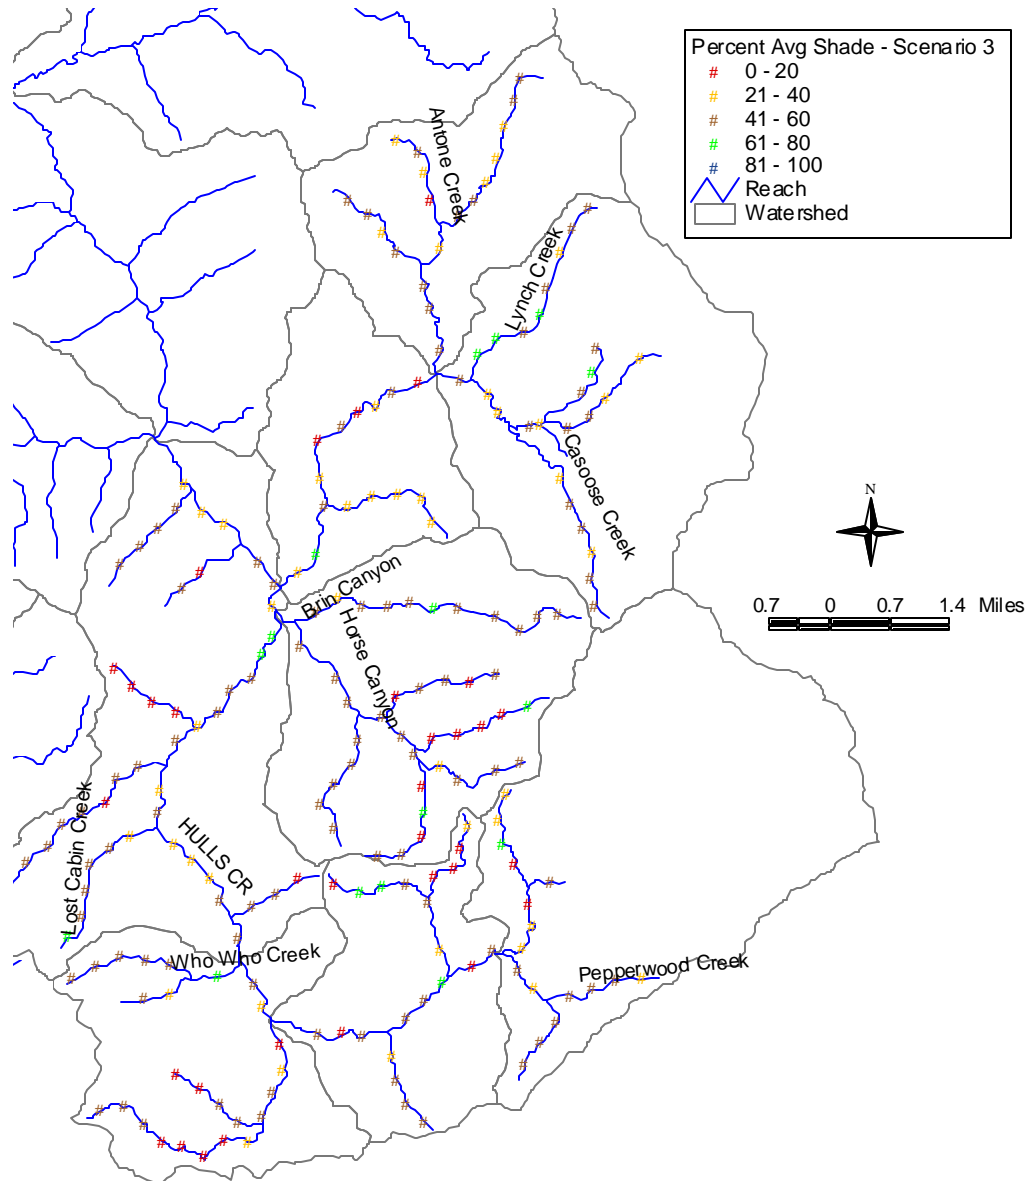 Percent Avg Shade - Scenario 3
# 0 - 20
# 21 - 40
# 41 - 60
# 61 - 80
# 81 - 100
Reach
Watershed
Antone Creek
Lynch Creek
Casoose Creek
N
0.7 0 0.7 1.4 Miles
Brin Canyon
Horse Canyon
Lost Cabin Creek
HULLS CR
Who Who Creek
Pepperwood Creek